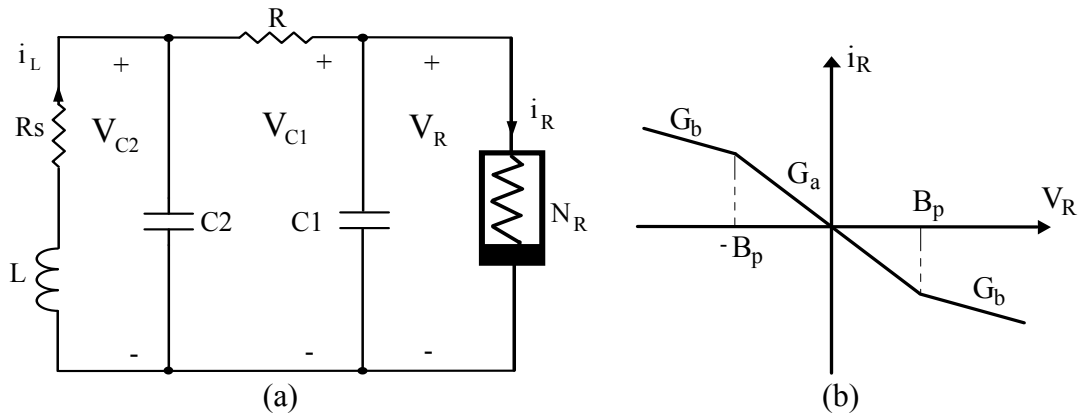 R
i_L
+
+
+
i_R
Rs
V_C2
V_C1
V_R
C2
C1
N_R
L
-
-
-
(a)
i_R
G_b
G_a
B_p
V_R
-B_p
G_b
(b)